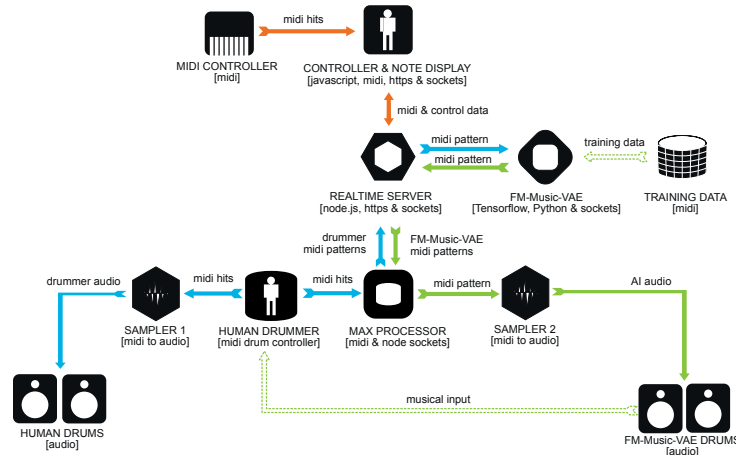 midi hits
MIDI CONTROLLER
[midi]
CONTROLLER & NOTE DISPLAY
[javascript, midi, https & sockets]
midi & control data
midi pattern
midi pattern
training data
REALTIME SERVER
[node.js, https & sockets]
FM-Music-VAE
[Tensorflow, Python & sockets]
TRAINING DATA
[midi]
drummer
midi patterns
FM-Music-VAE
midi patterns
drummer audio
midi hits
midi hits
midi pattern
AI audio
SAMPLER 1
[midi to audio]
HUMAN DRUMMER
[midi drum controller]
MAX PROCESSOR
[midi & node sockets]
SAMPLER 2
[midi to audio]
musical input
HUMAN DRUMS
[audio]
FM-Music-VAE DRUMS
[audio]